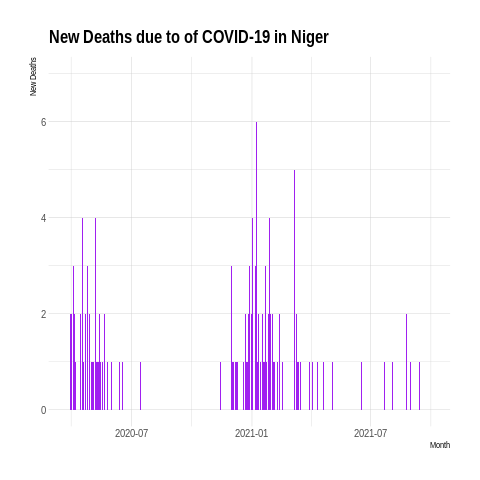 New Deaths due to of COVID-19 in Niger
New Deaths
6
4
2
0
2020-07
2021-01
2021-07
Month